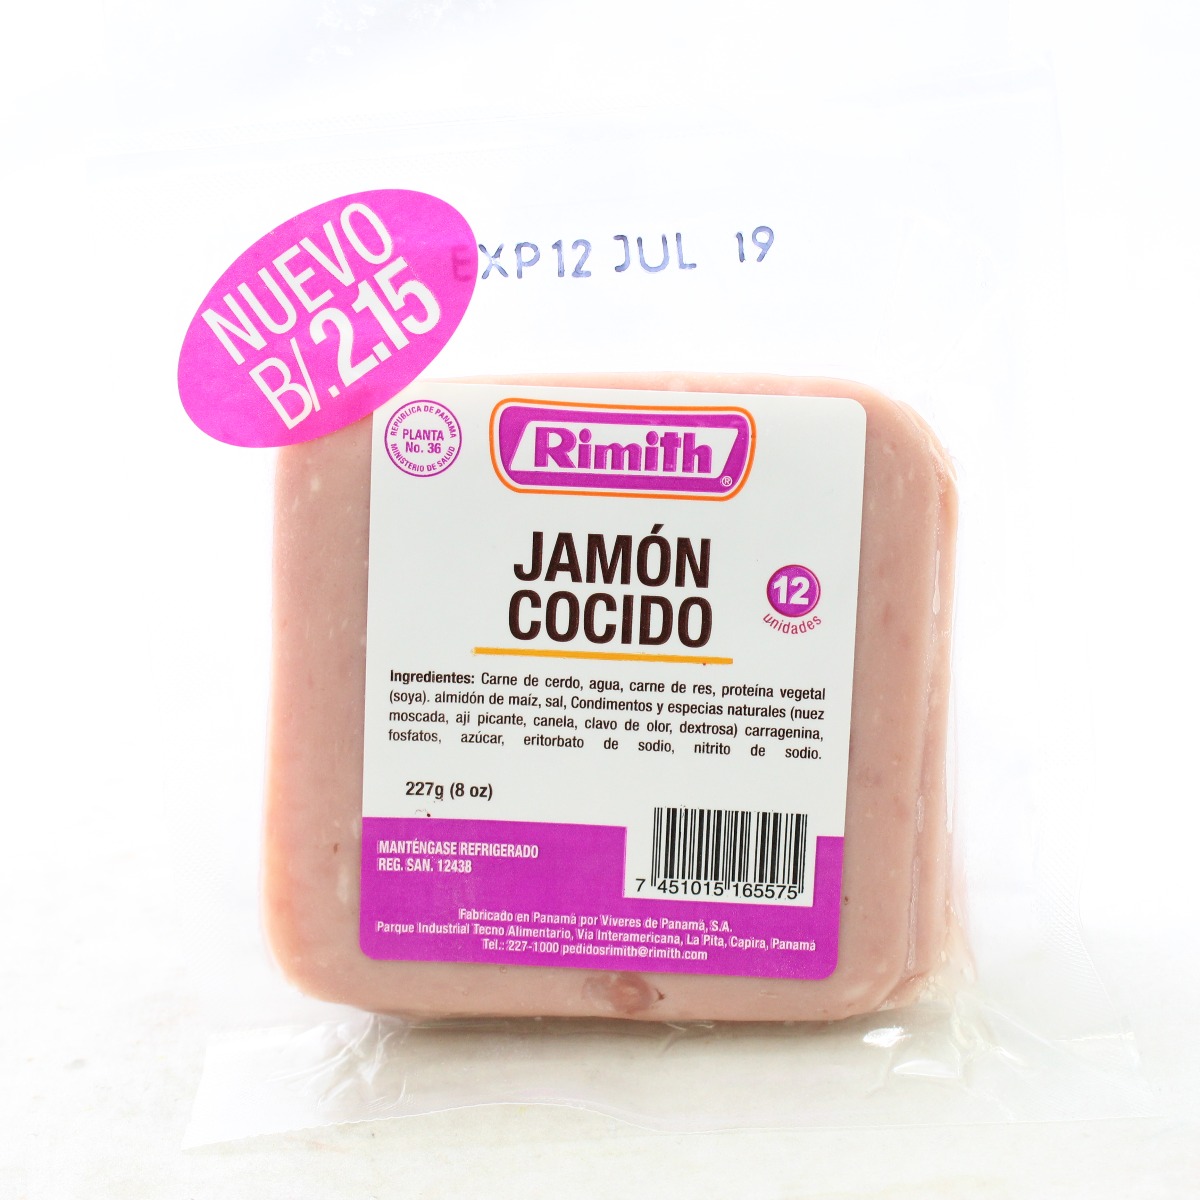 NUEVO
B/.2.15
EXP 12 JUL 19
REPUBLICA DE PANAMA
PLANTA
No. 36
MINISTERIO DE SALUD
Rimith®
JAMÓN
COCIDO
12
unidades
Ingredientes: Carne de cerdo, agua, carne de res, proteína vegetal
(soya). almidón de maíz, sal, Condimentos y especias naturales (nuez
moscada, ají picante, canela, clavo de olor, dextrosa) carragenina,
fosfatos, azúcar, eritorbato de sodio, nitrito de sodio.
227g (8 oz)
MANTÉNGASE REFRIGERADO
REG. SAN. 12438
7 451015 165575
Fabricado en Panamá por Viveres de Panamá, S.A.
Parque Industrial Tecno Alimentario, Via Interamericana, La Pita, Capira, Panamá
Tel.: 227-1000 pedidosrimith@rimith.com